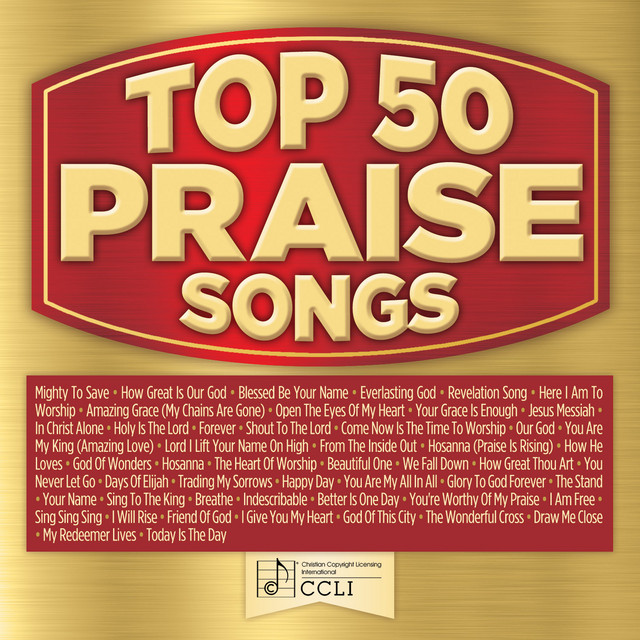 TOP 50
PRAISE
SONGS
Mighty To Save • How Great Is Our God • Blessed Be Your Name • Everlasting God • Revelation Song • Here I Am To
Worship • Amazing Grace (My Chains Are Gone) • Open The Eyes Of My Heart • Your Grace Is Enough • Jesus Messiah •
In Christ Alone • Holy Is The Lord • Forever • Shout To The Lord • Come Now Is The Time To Worship • Our God • You Are
My King (Amazing Love) • Lord I Lift Your Name On High • From The Inside Out • Hosanna (Praise Is Rising) • How He
Loves • God Of Wonders • Hosanna • The Heart Of Worship • Beautiful One • We Fall Down • How Great Thou Art • You
Never Let Go • Days Of Elijah • Trading My Sorrows • Happy Day • You Are My All In All • Glory To God Forever • The Stand
• Your Name • Sing To The King • Breathe • Indescribable • Better Is One Day • You're Worthy Of My Praise • I Am Free •
Sing Sing Sing • I Will Rise • Friend Of God • I Give You My Heart • God Of This City • The Wonderful Cross • Draw Me Close
• My Redeemer Lives • Today Is The Day
Christian Copyright Licensing
International
© CCLI